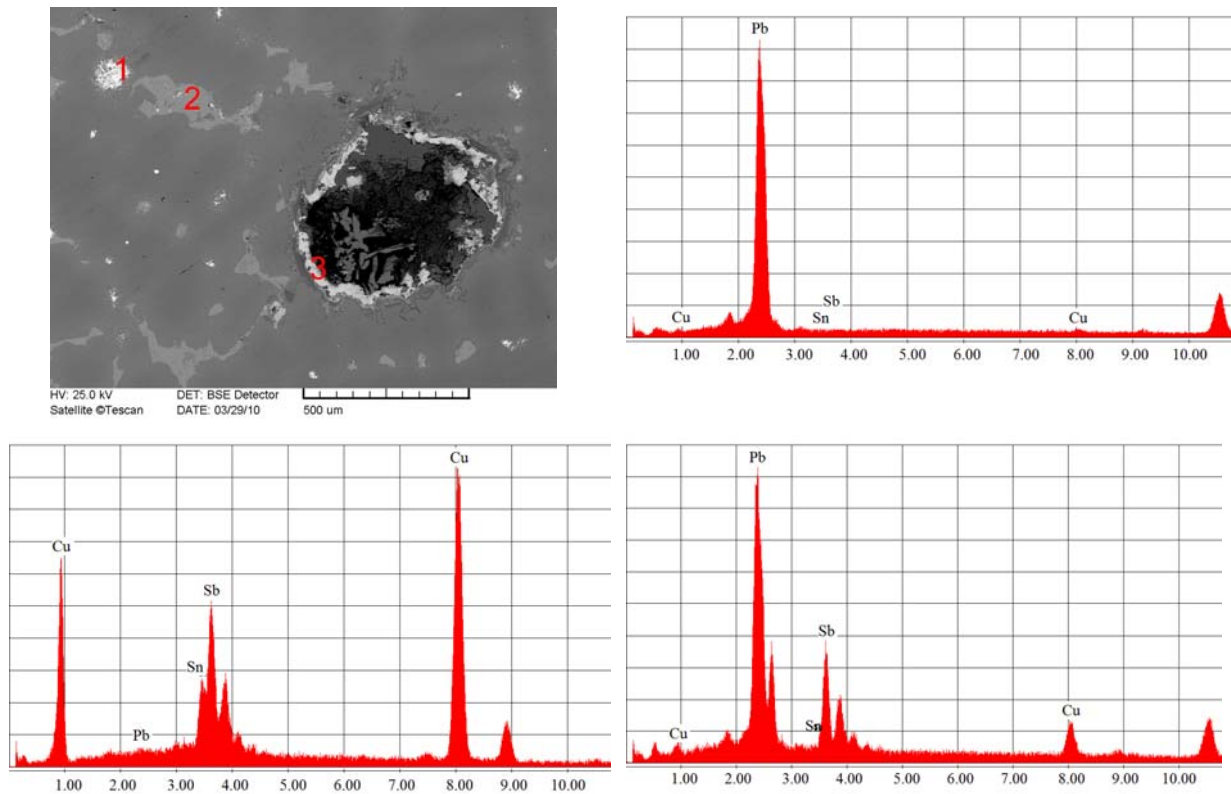 1
2
3
HV: 25.0 kV DET: BSE Detector
Satellite ©Tescan DATE: 03/29/10 500 um
Pb
Sb
Cu Sn Cu
1.00 2.00 3.00 4.00 5.00 6.00 7.00 8.00 9.00 10.00
Cu
Cu
Sb
Sn
Pb
1.00 2.00 3.00 4.00 5.00 6.00 7.00 8.00 9.00 10.00
Pb
Sb
Cu
Sn
Cu
1.00 2.00 3.00 4.00 5.00 6.00 7.00 8.00 9.00 10.00